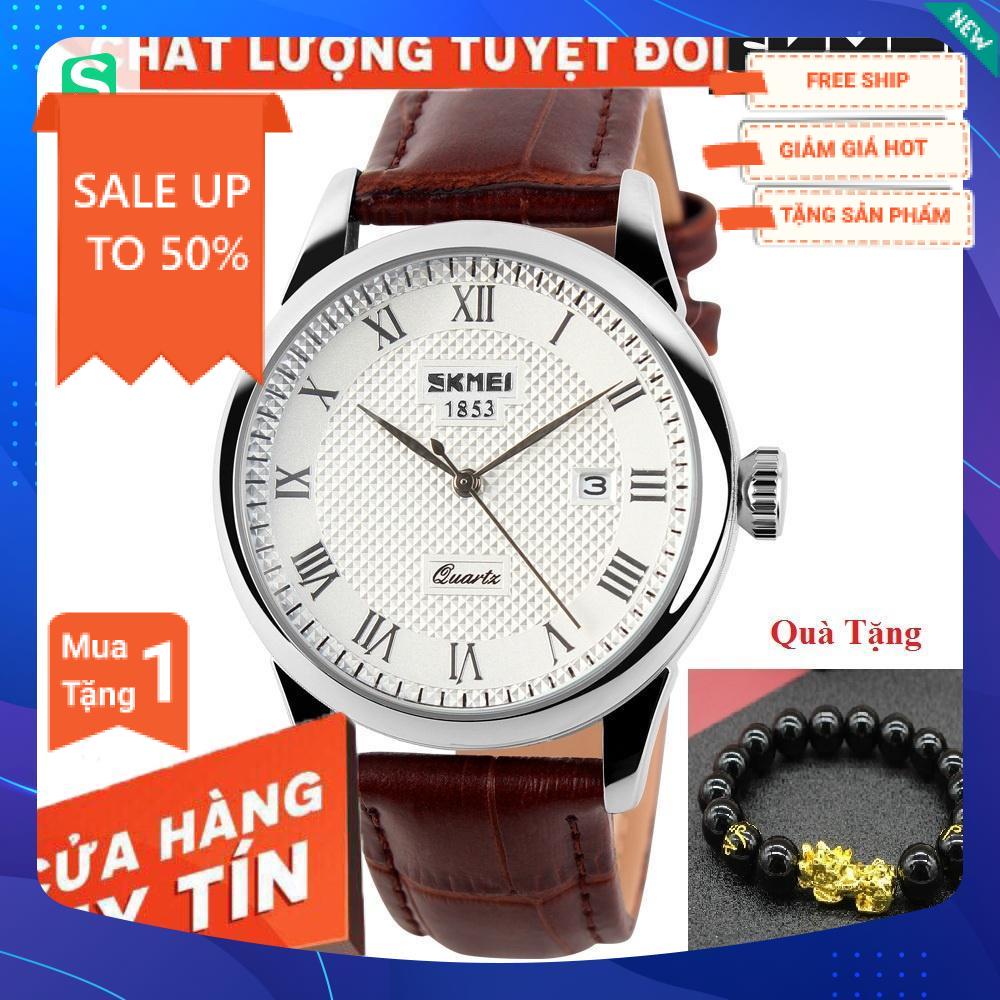 NEW
S
CHẤT LƯỢNG TUYỆT ĐỐI
FREE SHIP
GIẢM GIÁ HOT
TẶNG SẢN PHẨM
SALE UP
TO 50%
XII
I
II
III
IIII
V
VI
VII
VIII
IX
X
XI
SKMEI
1853
3
Quartz
Quà Tặng
Mua
Tặng 1
CỬA HÀNG
UY TÍN